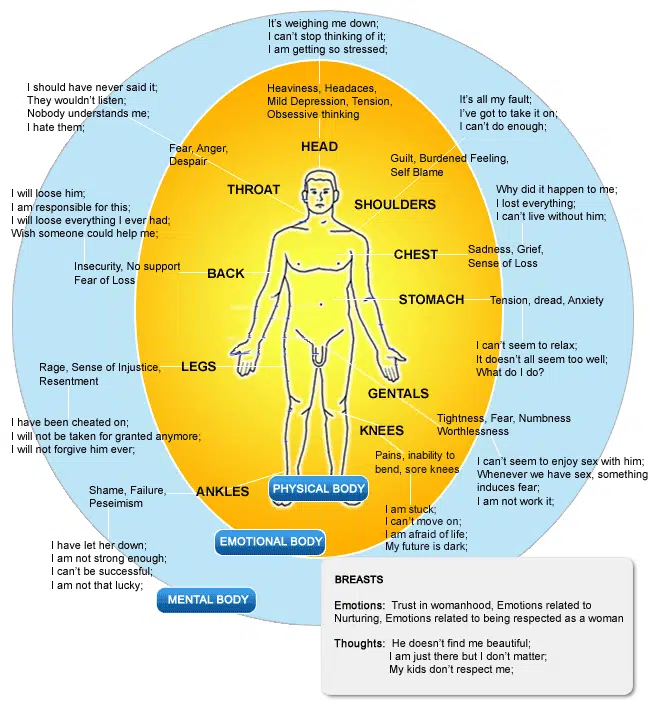 It's weighing me down;
I can't stop thinking of it;
I am getting so stressed;
Heaviness, Headaces,
Mild Depression, Tension,
Obsessive thinking
HEAD
I should have never said it;
They wouldn't listen;
Nobody understands me;
I hate them;
Fear, Anger,
Despair
THROAT
It's all my fault;
I've got to take it on;
I can't do enough;
Guilt, Burdened Feeling,
Self Blame
SHOULDERS
I will loose him;
I am responsible for this;
I will loose everything I ever had;
Wish someone could help me;
Insecurity, No support
Fear of Loss
BACK
Why did it happen to me;
I lost everything;
I can't live without him;
Sadness, Grief,
Sense of Loss
CHEST
STOMACH
Tension, dread, Anxiety
I can't seem to relax;
It doesn't all seem too well;
What do I do?
Rage, Sense of Injustice,
Resentment
LEGS
I have been cheated on;
I will not be taken for granted anymore;
I will not forgive him ever;
GENTALS
Tightness, Fear, Numbness
Worthlessness
I can't seem to enjoy sex with him;
Whenever we have sex, something
induces fear;
I am not work it;
KNEES
Pains, inability to
bend, sore knees
I am stuck;
I can't move on;
I am afraid of life;
My future is dark;
Shame, Failure,
Peseimism
ANKLES
I have let her down;
I am not strong enough;
I can't be successful;
I am not that lucky;
PHYSICAL BODY
EMOTIONAL BODY
MENTAL BODY
BREASTS
Emotions: Trust in womanhood, Emotions related to
Nurturing, Emotions related to being respected as a woman
Thoughts: He doesn't find me beautiful;
I am just there but I don't matter;
My kids don't respect me;